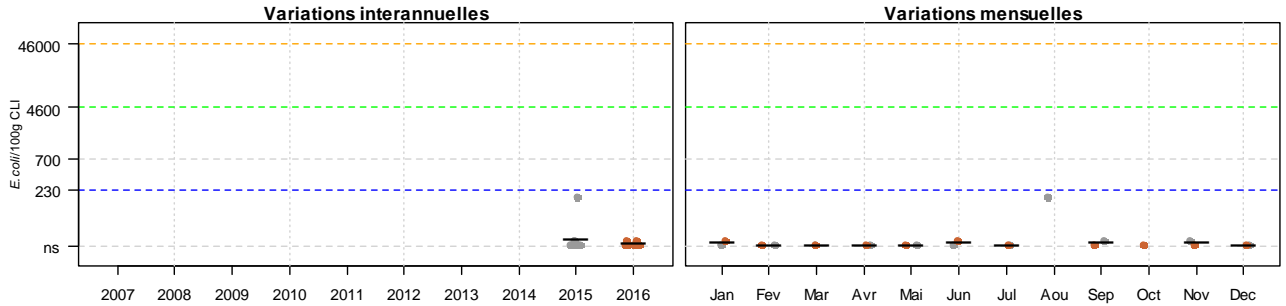 Variations interannuelles
Variations mensuelles
E.coli/100g CLI
46000
4600
700
230
ns
2007 2008 2009 2010 2011 2012 2013 2014 2015 2016
Jan Fev Mar Avr Mai Jun Jul Aou Sep Oct Nov Dec